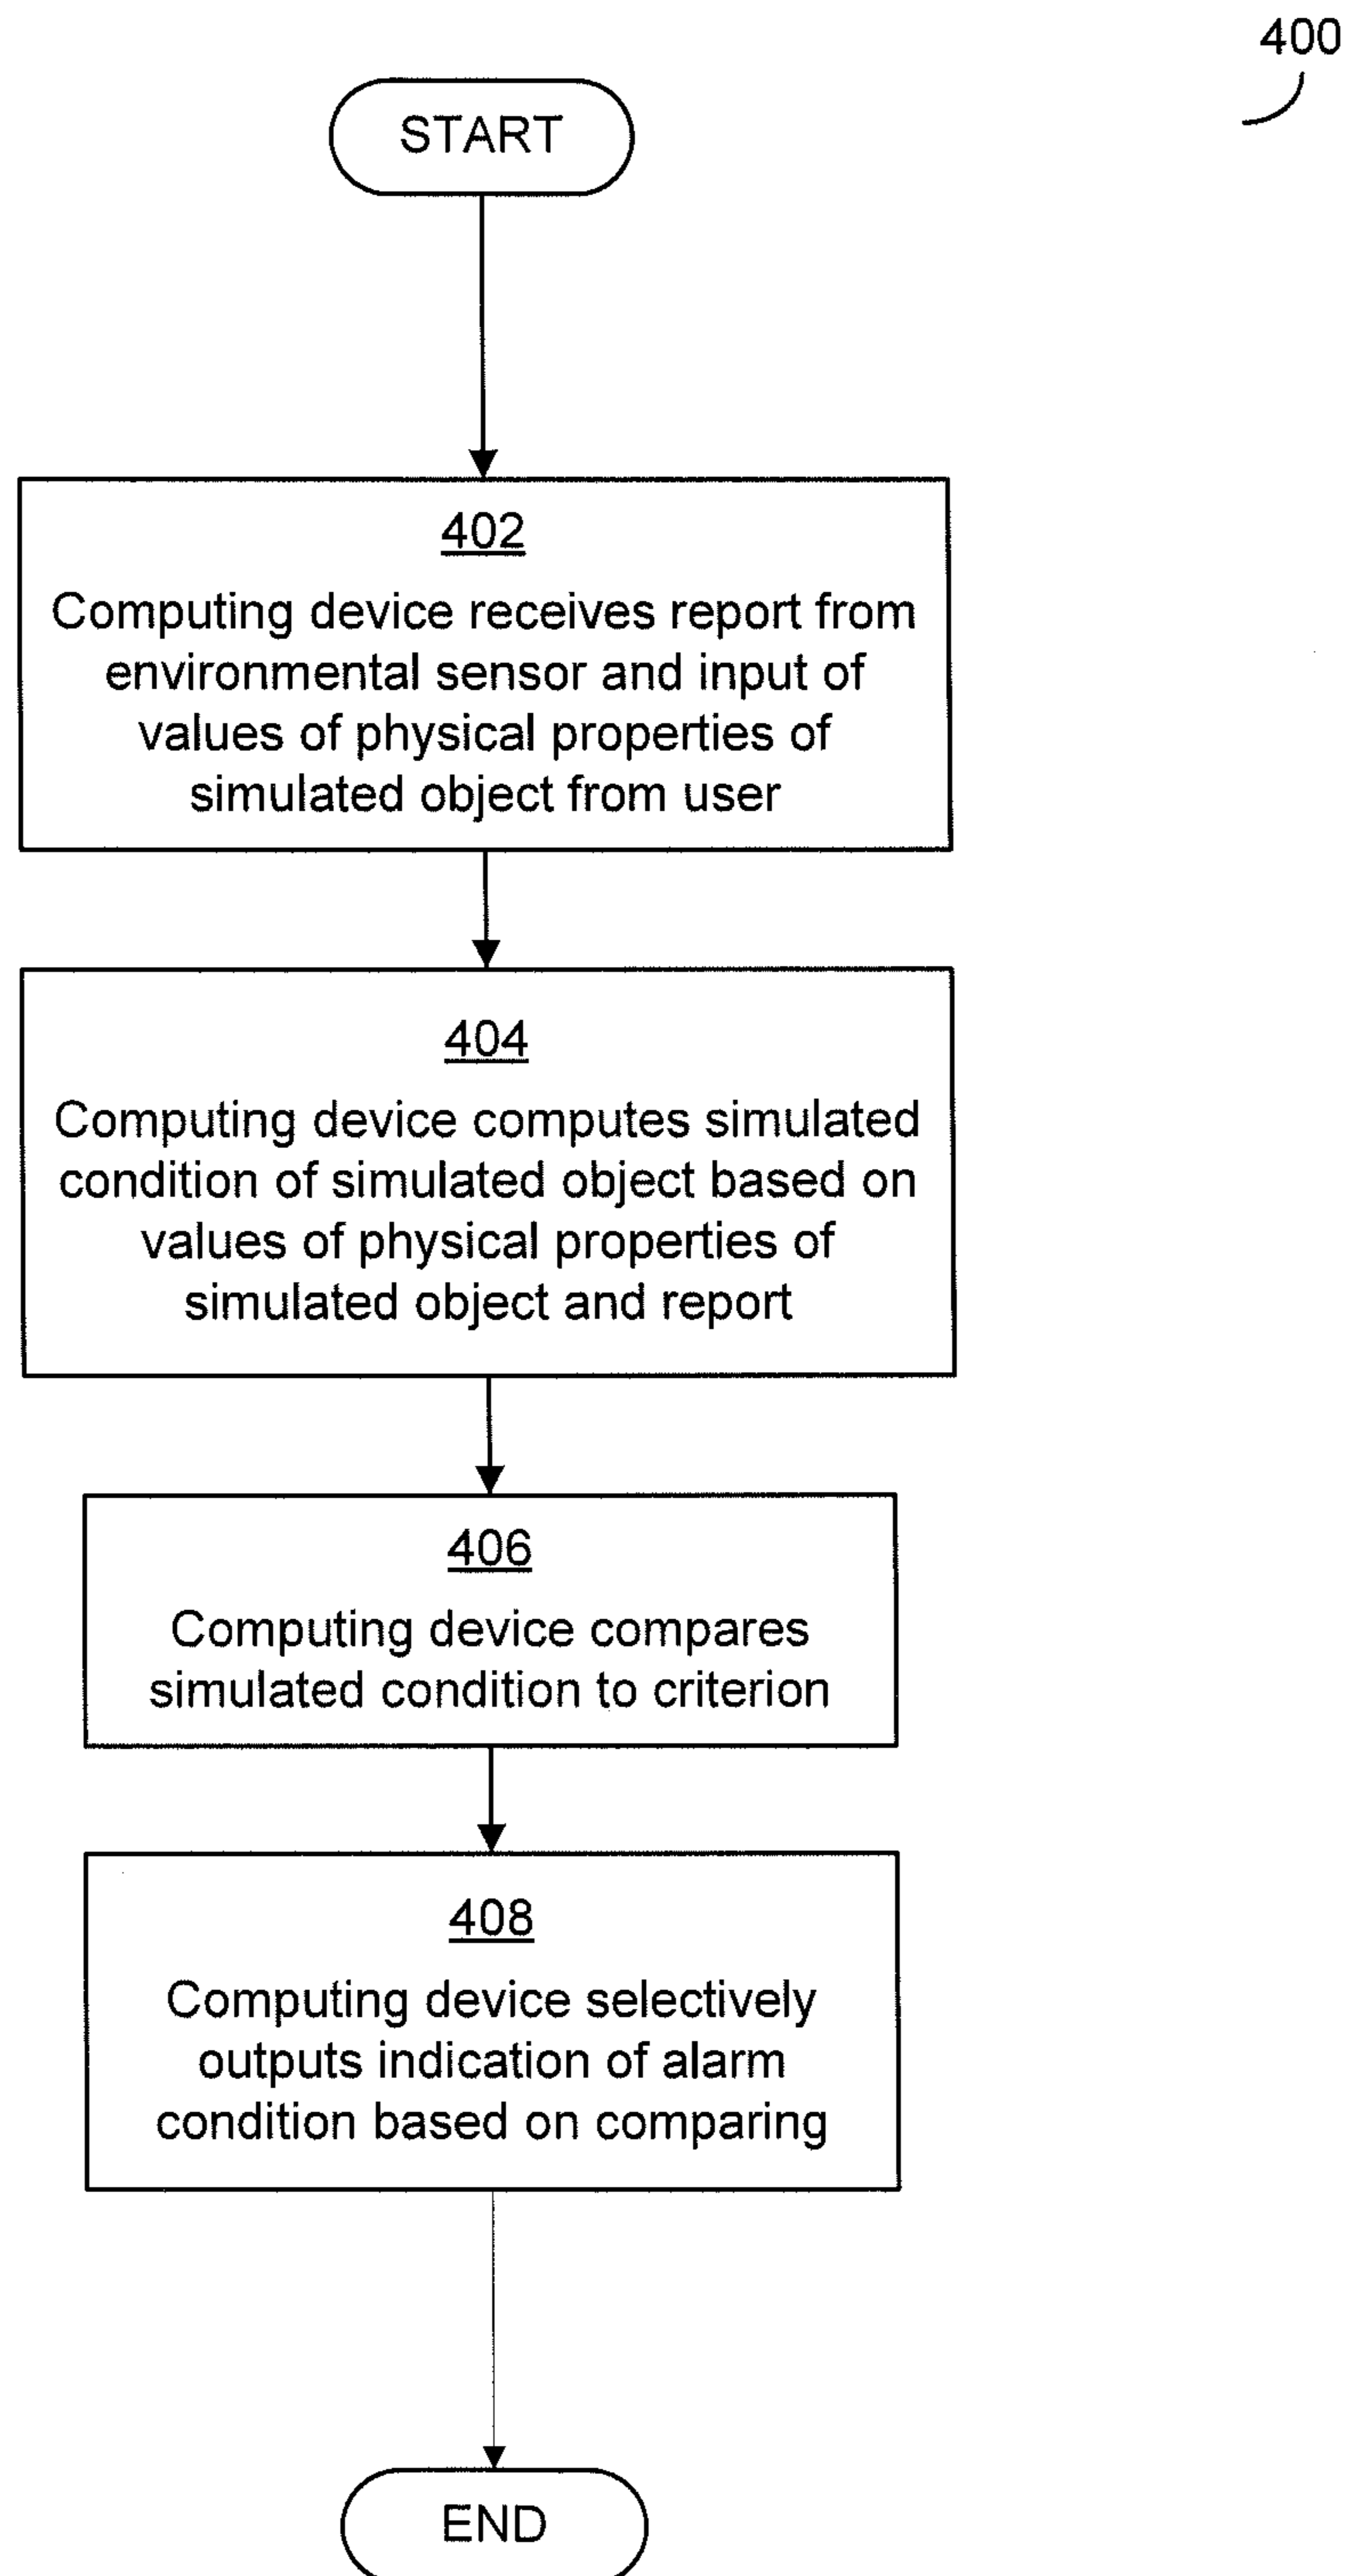 400
START
402
Computing device receives report from
environmental sensor and input of
values of physical properties of
simulated object from user
404
Computing device computes simulated
condition of simulated object based on
values of physical properties of
simulated object and report
406
Computing device compares
simulated condition to criterion
408
Computing device selectively
outputs indication of alarm
condition based on comparing
END